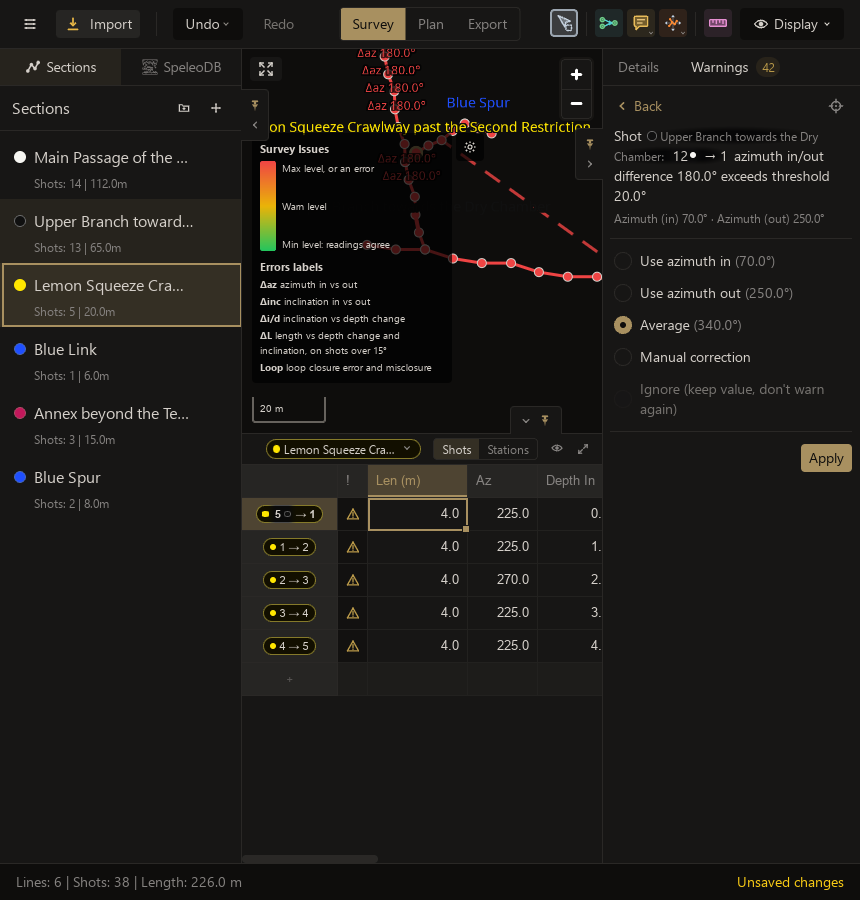 Import
Undo
Redo
Survey
Plan
Export
Display
Sections
SpeleoDB
Sections
Main Passage of the ...
Shots: 14 | 112.0m
Upper Branch toward...
Shots: 13 | 65.0m
Lemon Squeeze Cra...
Shots: 5 | 20.0m
Blue Link
Shots: 1 | 6.0m
Annex beyond the Te...
Shots: 3 | 15.0m
Blue Spur
Shots: 2 | 8.0m
Δaz 180.0°
Δaz 180.0°
Δaz 180.0°
Δaz 180.0°
Blue Spur
on Squeeze Crawlway past the Second Restriction
Δaz 180.0°
Δaz 180.0°
Survey Issues
Max level, or an error
Warn level
Min level: readings agree
Errors labels
Δaz azimuth in vs out
Δinc inclination in vs out
Δi/d inclination vs depth change
ΔL length vs depth change and
inclination, on shots over 15°
Loop loop closure error and misclosure
20 m
Lemon Squeeze Cra...
Shots
Stations
! Len (m) Az Depth In
5 → 1 4.0 225.0 0.
1 → 2 4.0 225.0 1.
2 → 3 4.0 270.0 2.
3 → 4 4.0 225.0 3.
4 → 5 4.0 225.0 4.
+
Details
Warnings 42
Back
Shot Upper Branch towards the Dry
Chamber: 12 → 1 azimuth in/out
difference 180.0° exceeds threshold
20.0°
Azimuth (in) 70.0° · Azimuth (out) 250.0°
Use azimuth in (70.0°)
Use azimuth out (250.0°)
Average (340.0°)
Manual correction
Ignore (keep value, don't warn
again)
Apply
Lines: 6 | Shots: 38 | Length: 226.0 m
Unsaved changes